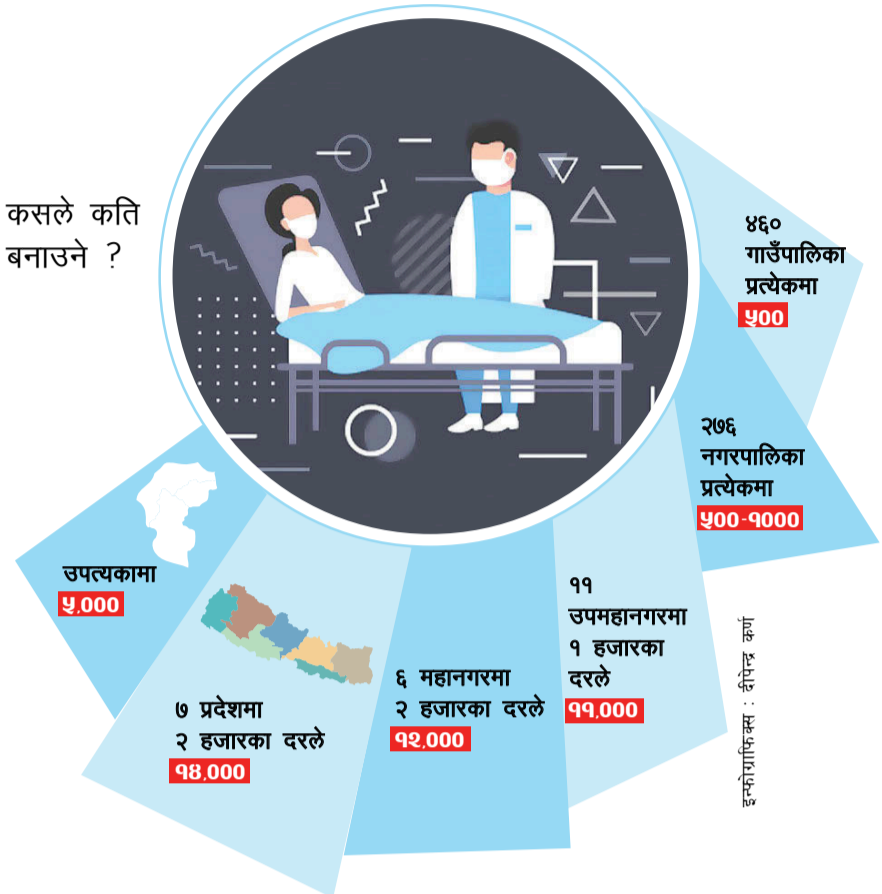 कसले कति
बनाउने ?
४६०
गाउँपालिका
प्रत्येकमा
५००
२७६
नगरपालिका
प्रत्येकमा
५००-१०००
११
उपमहानगरमा
१ हजारका
दरले
११,०००
६ महानगरमा
२ हजारका दरले
१२,०००
७ प्रदेशमा
२ हजारका दरले
१४,०००
उपत्यकामा
५,०००
इन्फोग्राफिक्स : दीपेन्द्र कर्ण